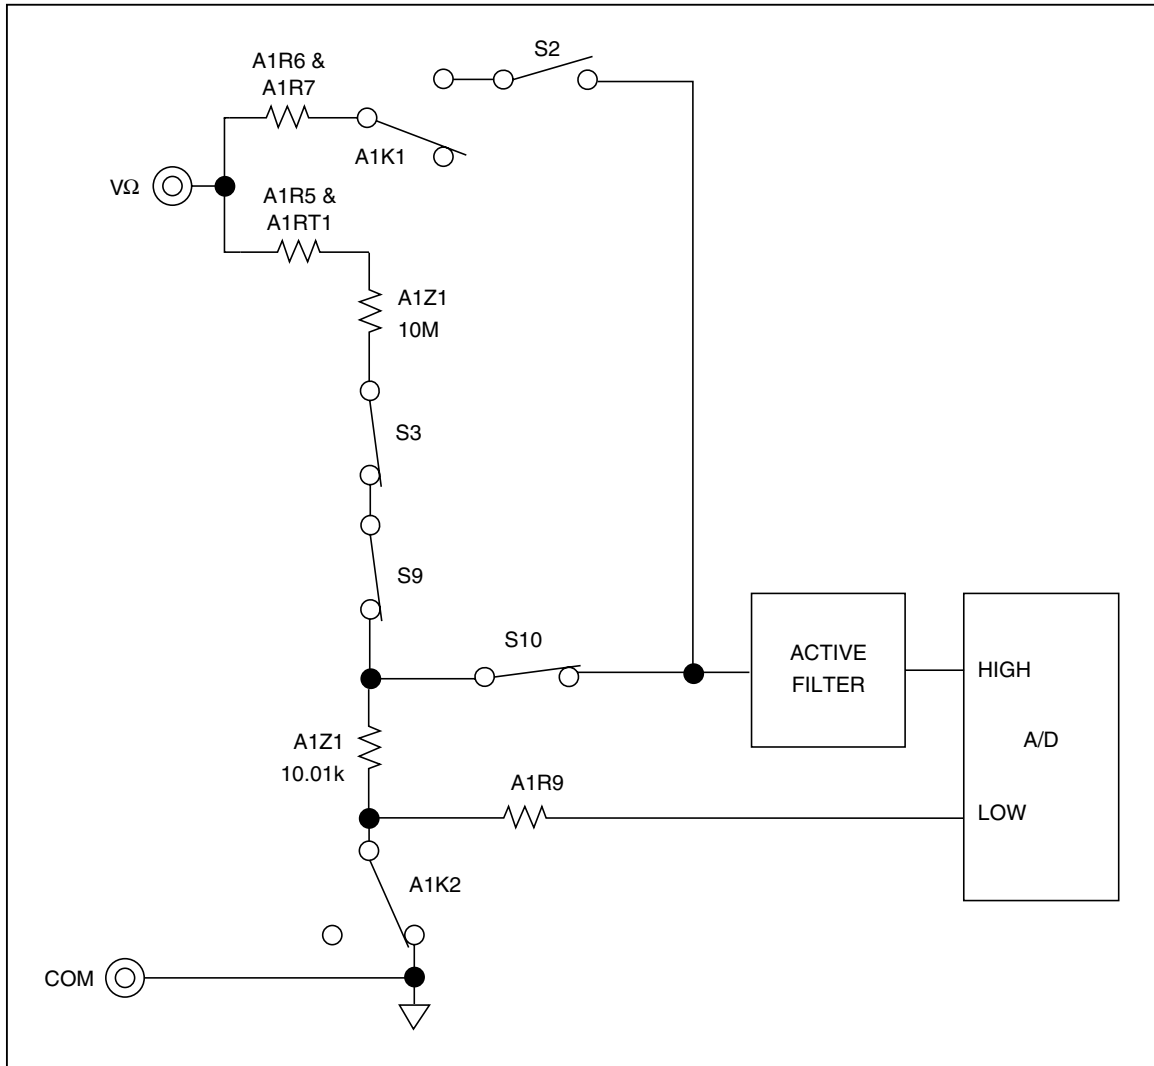 S2
A1R6 &
A1R7
A1K1
VΩ
A1R5 &
A1RT1
A1Z1
10M
S3
S9
S10
ACTIVE
FILTER
HIGH
A/D
LOW
A1Z1
10.01k
A1R9
A1K2
COM